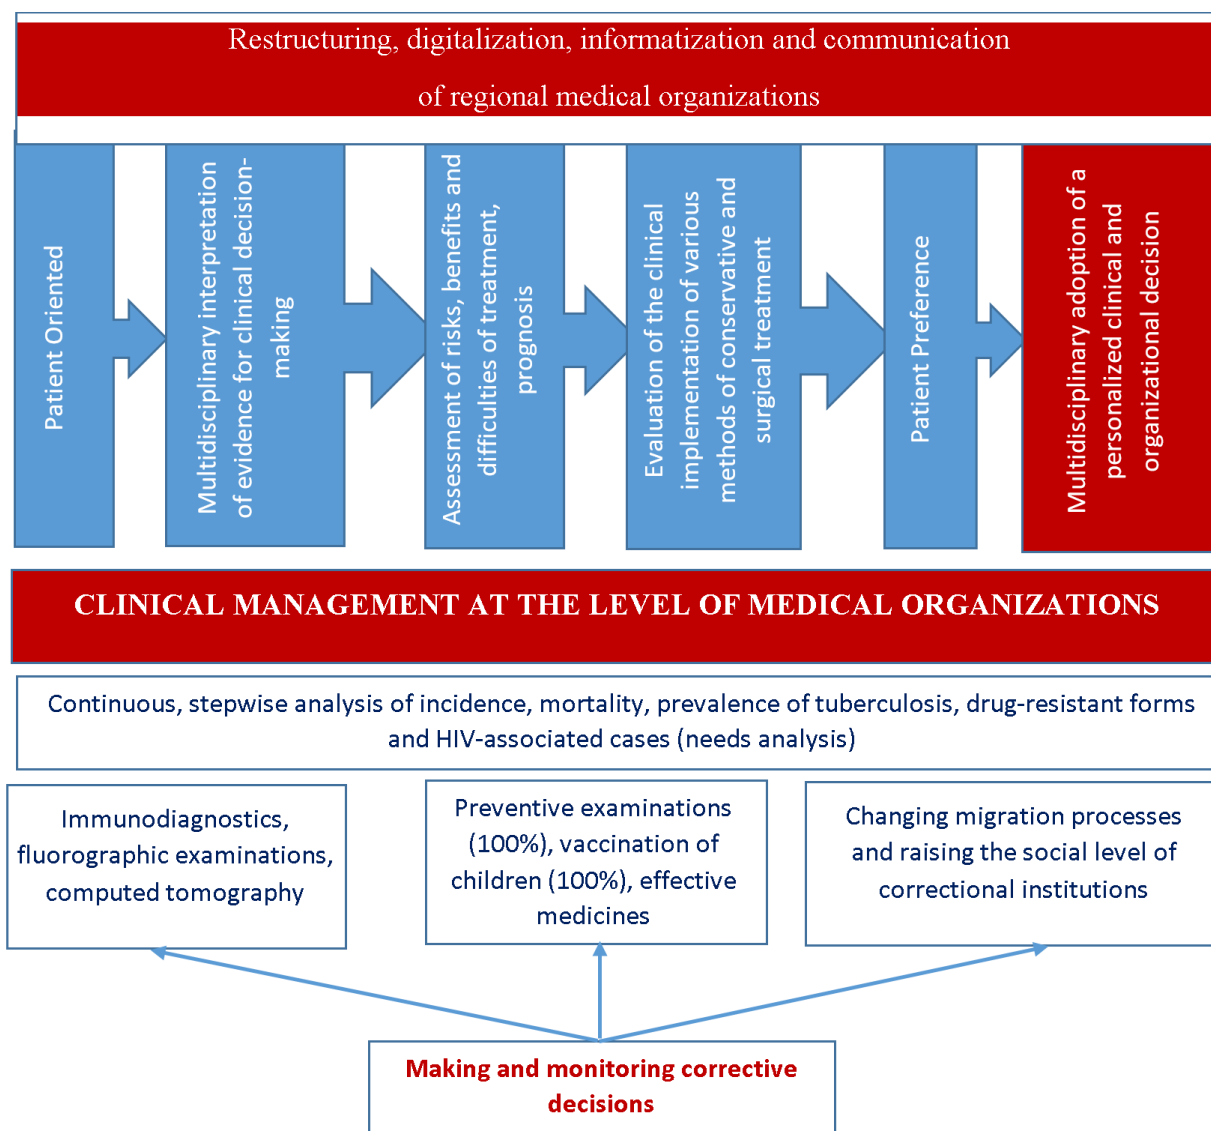 Restructuring, digitalization, informatization and communication
of regional medical organizations
Patient Oriented
Multidisciplinary interpretation
of evidence for clinical decision-
making
Assessment of risks, benefits and
difficulties of treatment,
prognosis
Evaluation of the clinical
implementation of various
methods of conservative and
surgical treatment
Patient Preference
Multidisciplinary adoption of a
personalized clinical and
organizational decision
CLINICAL MANAGEMENT AT THE LEVEL OF MEDICAL ORGANIZATIONS
Continuous, stepwise analysis of incidence, mortality, prevalence of tuberculosis, drug-resistant forms
and HIV-associated cases (needs analysis)
Immunodiagnostics,
fluorographic examinations,
computed tomography
Preventive examinations
(100%), vaccination of
children (100%), effective
medicines
Changing migration processes
and raising the social level of
correctional institutions
Making and monitoring corrective
decisions